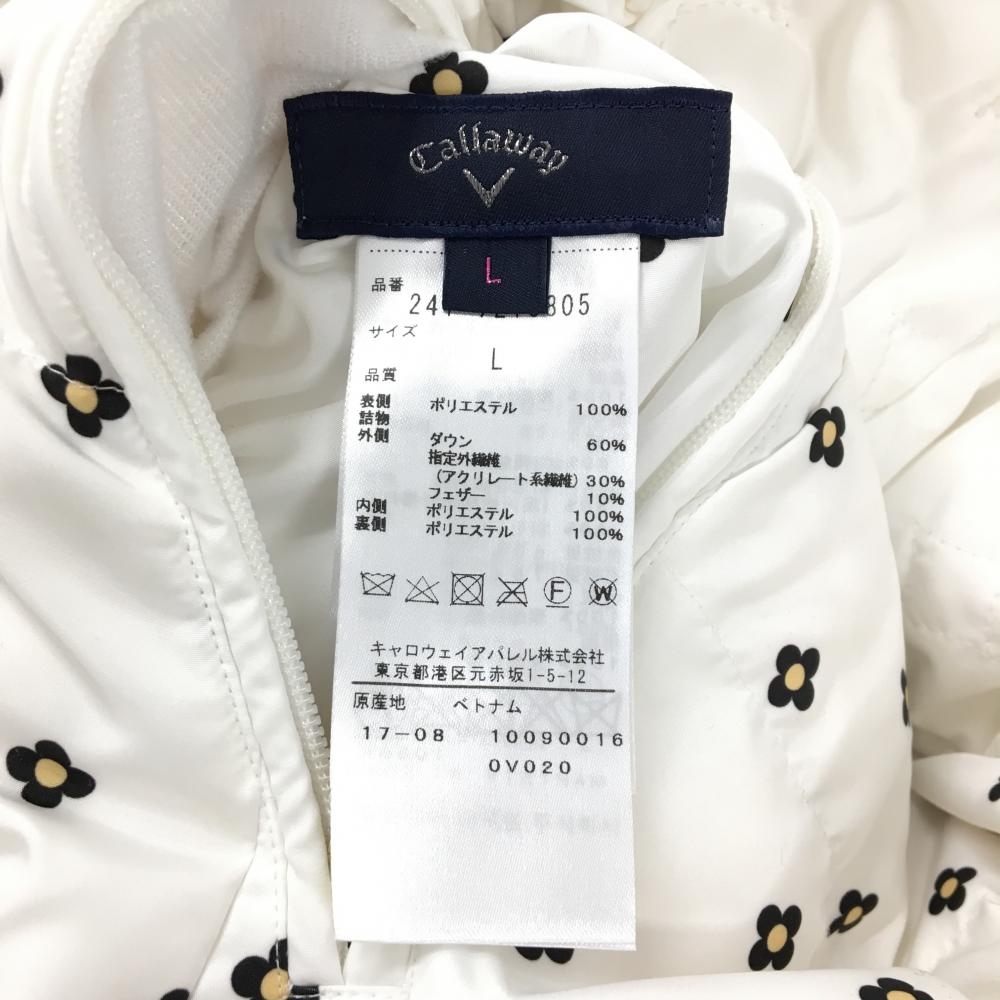 Callaway
L
品番
サイズ
L
品質
表側 ポリエステル 100%
詰物
外側 ダウン 60%
指定外繊維
(アクリレート系繊維) 30%
フェザー 10%
内側 ポリエステル 100%
裏側 ポリエステル 100%
F W
キャロウェイアパレル株式会社
東京都港区元赤坂1-5-12
原産地 ベトナム
17-08 10090016
0V020